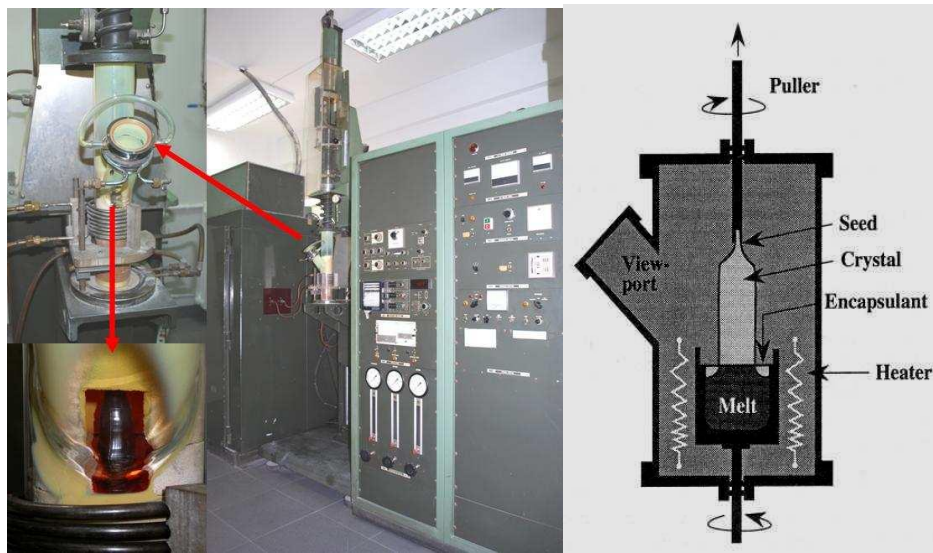 Puller
Seed
Crystal
View-
port
Encapsulant
Heater
Melt